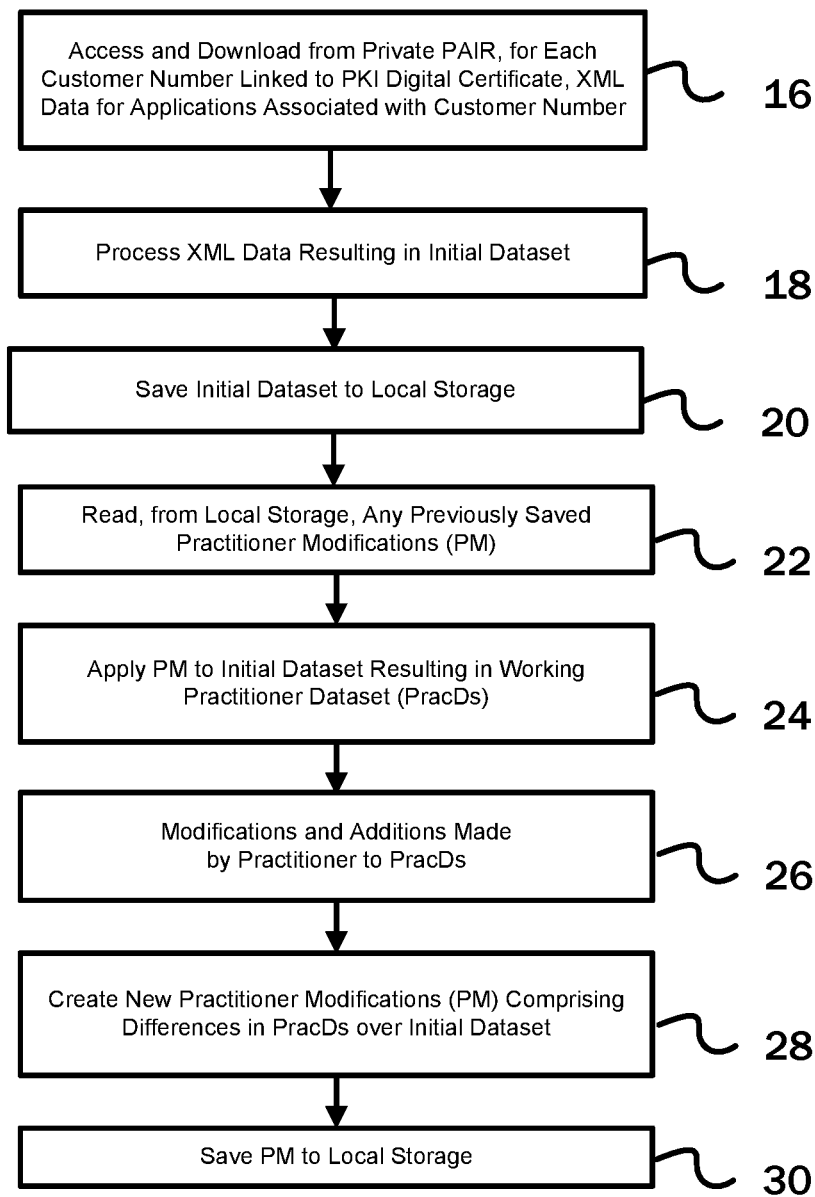 Access and Download from Private PAIR, for Each
Customer Number Linked to PKI Digital Certificate, XML
Data for Applications Associated with Customer Number
16
Process XML Data Resulting in Initial Dataset
18
Save Initial Dataset to Local Storage
20
Read, from Local Storage, Any Previously Saved
Practitioner Modifications (PM)
22
Apply PM to Initial Dataset Resulting in Working
Practitioner Dataset (PracDs)
24
Modifications and Additions Made
by Practitioner to PracDs
26
Create New Practitioner Modifications (PM) Comprising
Differences in PracDs over Initial Dataset
28
Save PM to Local Storage
30